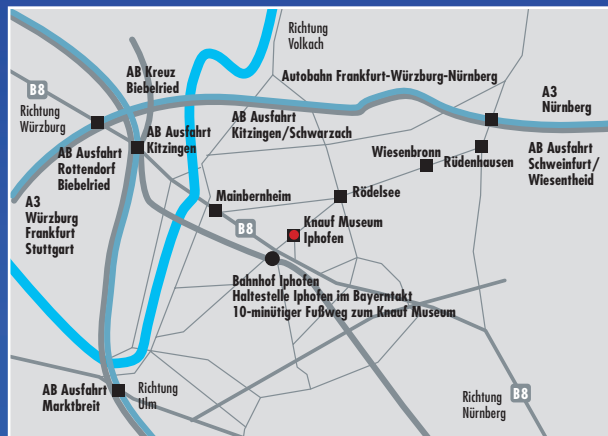 Richtung
Volkach
AB Kreuz
Biebelried
Autobahn Frankfurt-Würzburg-Nürnberg
B8
A3
Nürnberg
Richtung
Würzburg
AB Ausfahrt
Kitzingen
AB Ausfahrt
Kitzingen/Schwarzach
AB Ausfahrt
Rottendorf
Biebelried
Wiesenbronn
Rüdenhausen
AB Ausfahrt
Schweinfurt/
Wiesentheid
A3
Würzburg
Frankfurt
Stuttgart
Mainbernheim
Rödelsee
B8
Knauf Museum
Iphofen
Bahnhof Iphofen
Haltestelle Iphofen im Bayerntakt
10-minütiger Fußweg zum Knauf Museum
AB Ausfahrt
Marktbreit
Richtung
Ulm
Richtung
Nürnberg
B8